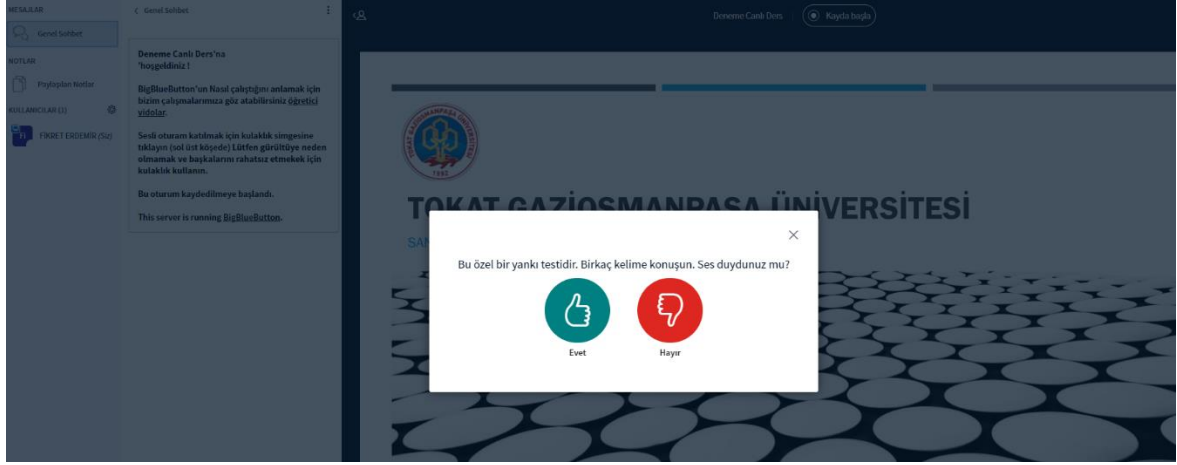 MESAJLAR
Genel Sohbet
NOTLAR
Paylaşılan Notlar
KULLANICILAR (1)
Fİ
FİKRET ERDEMİR (Siz)
Genel Sohbet
Deneme Canlı Ders'na
'hoşgeldiniz !
BigBlueButton'un Nasıl çalıştığını anlamak için
bizim çalışmalarımıza göz atabilirsiniz öğretici
vidolar.
Sesli oturam katılmak için kulaklık simgesine
tıklayın (sol üst köşede) Lütfen gürültüye neden
olmamak ve başkalarını rahatsız etmekek için
kulaklık kullanın.
Bu oturum kaydedilmeye başlandı.
This server is running BigBlueButton.
Deneme Canlı Ders
Kayda başla
1992
TOKAT GAZİOSMANPAŞA ÜNİVERSİTESİ
SAN
Bu özel bir yankı testidir. Birkaç kelime konuşun. Ses duydunuz mu?
Evet
Hayır